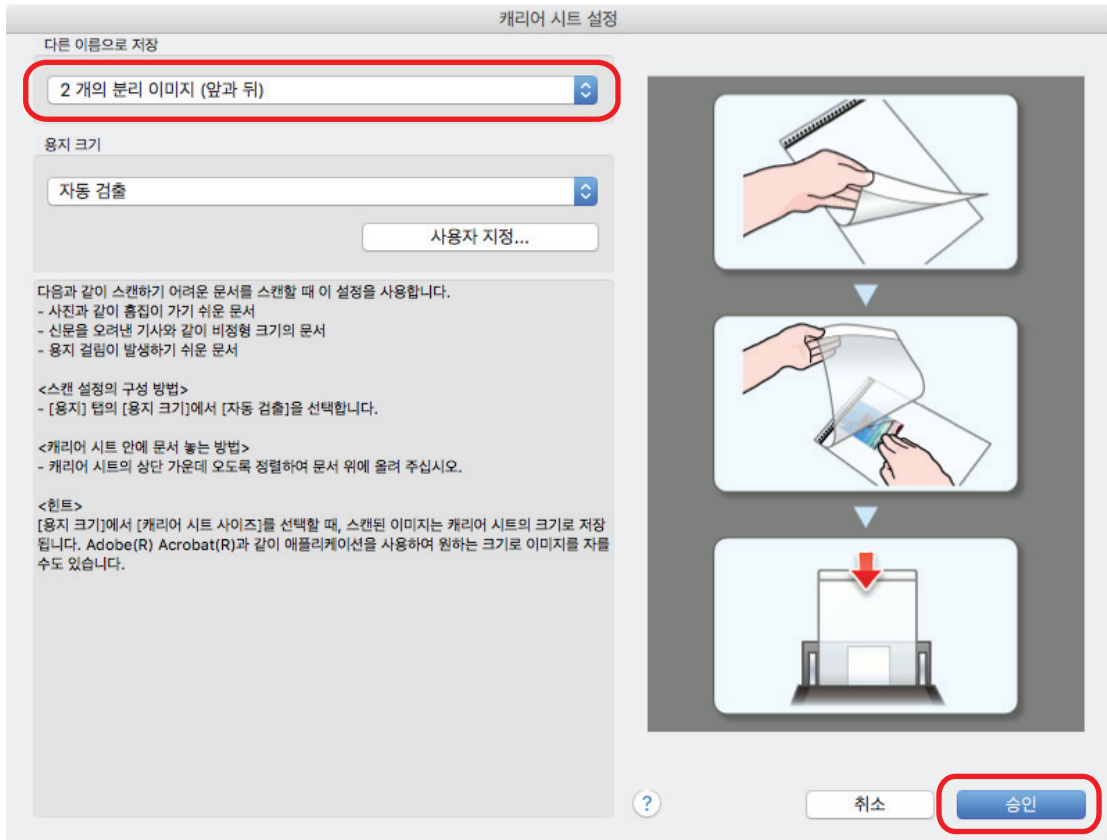 캐리어 시트 설정
다른 이름으로 저장
2 개의 분리 이미지 (앞과 뒤)
용지 크기
자동 검출
사용자 지정...
다음과 같이 스캔하기 어려운 문서를 스캔할 때 이 설정을 사용합니다.
- 사진과 같이 흠집이 가기 쉬운 문서
- 신문을 오려낸 기사와 같이 비정형 크기의 문서
- 용지 걸림이 발생하기 쉬운 문서
<스캔 설정의 구성 방법>
- [용지] 탭의 [용지 크기]에서 [자동 검출]을 선택합니다.
<캐리어 시트 안에 문서 놓는 방법>
- 캐리어 시트의 상단 가운데 오도록 정렬하여 문서 위에 올려 주십시오.
<힌트>
[용지 크기]에서 [캐리어 시트 사이즈]를 선택할 때, 스캔된 이미지는 캐리어 시트의 크기로 저장
됩니다. Adobe(R) Acrobat(R)과 같이 애플리케이션을 사용하여 원하는 크기로 이미지를 자를
수도 있습니다.
?
취소
승인